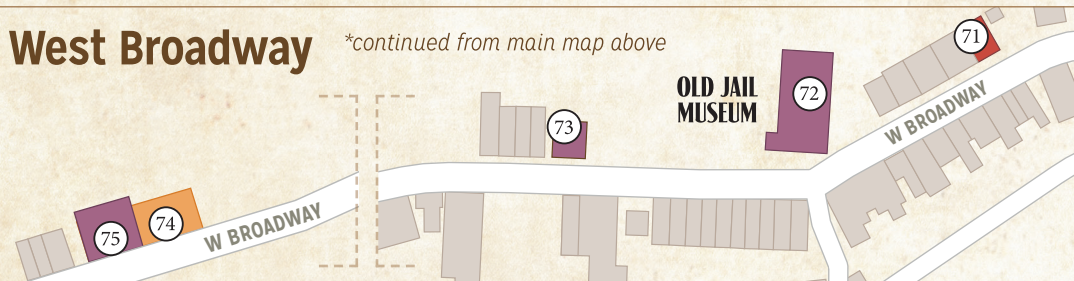 West Broadway
*continued from main map above
71
OLD JAIL
MUSEUM
72
W BROADWAY
73
74
75
W BROADWAY